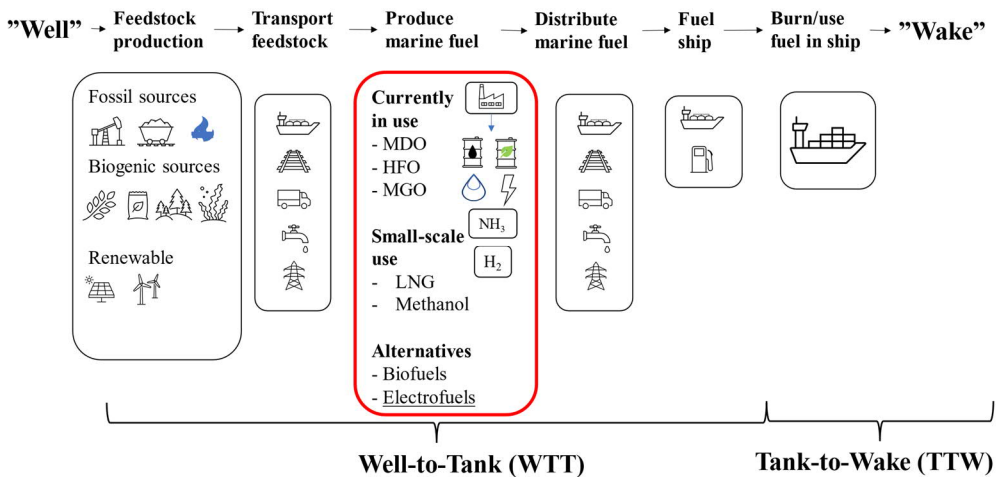 ”Well”
Feedstock
production
Transport
feedstock
Produce
marine fuel
Distribute
marine fuel
Fuel
ship
Burn/use
fuel in ship
”Wake”
Fossil sources
Biogenic sources
Renewable
Currently
in use
- MDO
- HFO
- MGO
NH₃
H₂
Small-scale
use
- LNG
- Methanol
Alternatives
- Biofuels
- Electrofuels
Well-to-Tank (WTT)
Tank-to-Wake (TTW)